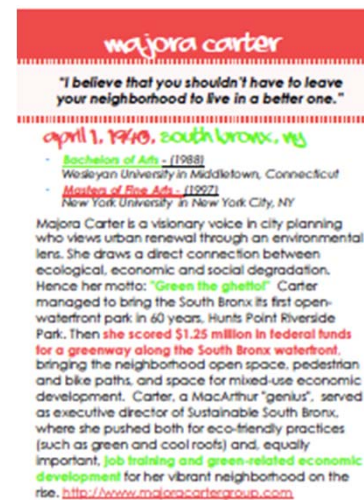 majora carter
"I believe that you shouldn't have to leave
your neighborhood to live in a better one."
april 1, 1948, south bronx, ny
- Bachelors of Arts - (1988)
Wesleyan University in Middletown, Connecticut
- Masters of Fine Arts - (1997)
New York University in New York City, NY
Majora Carter is a visionary voice in city planning
who views urban renewal through an environmental
lens. She draws a direct connection between
ecological, economic and social degradation.
Hence her motto: "Green the ghetto!" Carter
managed to bring the South Bronx its first open-
waterfront park in 60 years, Hunts Point Riverside
Park. Then she scored $1.25 million in federal funds
for a greenway along the South Bronx waterfront,
bringing the neighborhood open space, pedestrian
and bike paths, and space for mixed-use economic
development. Carter, a MacArthur "genius", served
as executive director of Sustainable South Bronx,
where she pushed both for eco-friendly practices
(such as green and cool roofs) and, equally
important, job training and green-related economic
development for her vibrant neighborhood on the
rise. http://www.majoracartergroup.com